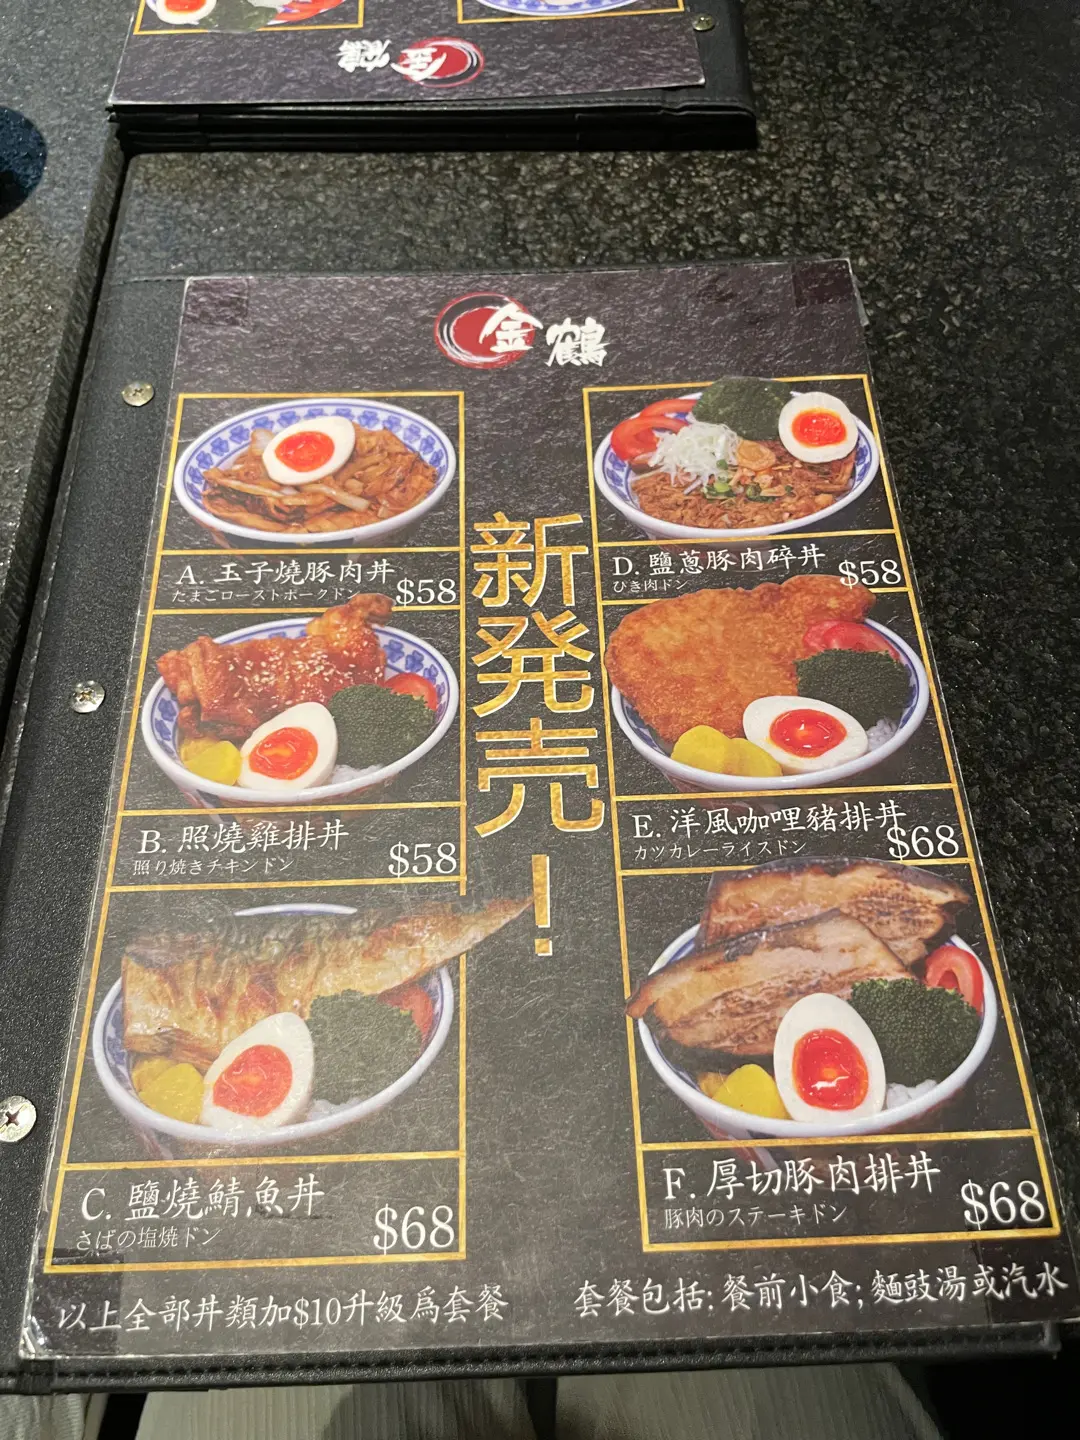 金鶴
金鶴
新発売!
A. 玉子燒豚肉丼
たまごローストポークドン
$58
B. 照燒雞排丼
照り焼きチキンドン
$58
C. 鹽燒鯖魚丼
さばの塩焼ドン
$68
D. 鹽蔥豚肉碎丼
ひき肉ドン
$58
E. 洋風咖哩豬排丼
カツカレーライスドン
$68
F. 厚切豚肉排丼
豚肉のステーキドン
$68
以上全部丼類加$10升級爲套餐
套餐包括: 餐前小食; 麵豉湯或汽水